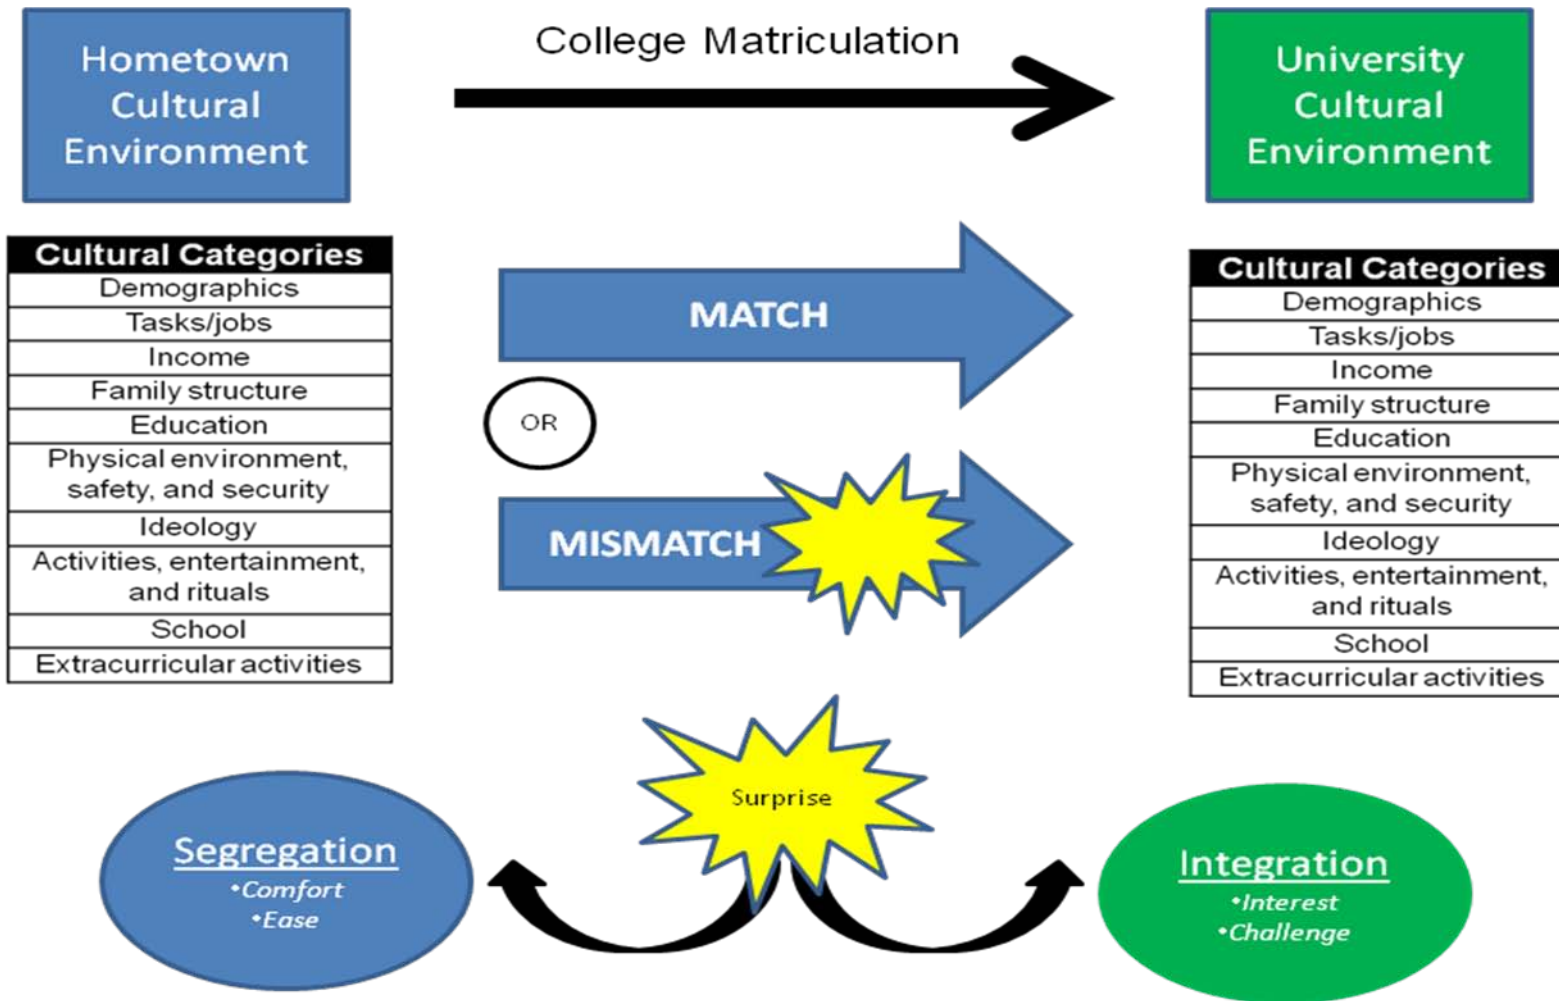 Hometown
Cultural
Environment
College Matriculation
University
Cultural
Environment
Cultural Categories
Demographics
Tasks/jobs
Income
Family structure
Education
Physical environment,
safety, and security
Ideology
Activities, entertainment,
and rituals
School
Extracurricular activities
MATCH
OR
MISMATCH
Cultural Categories
Demographics
Tasks/jobs
Income
Family structure
Education
Physical environment,
safety, and security
Ideology
Activities, entertainment,
and rituals
School
Extracurricular activities
Surprise
Segregation
•Comfort
•Ease
Integration
•Interest
•Challenge